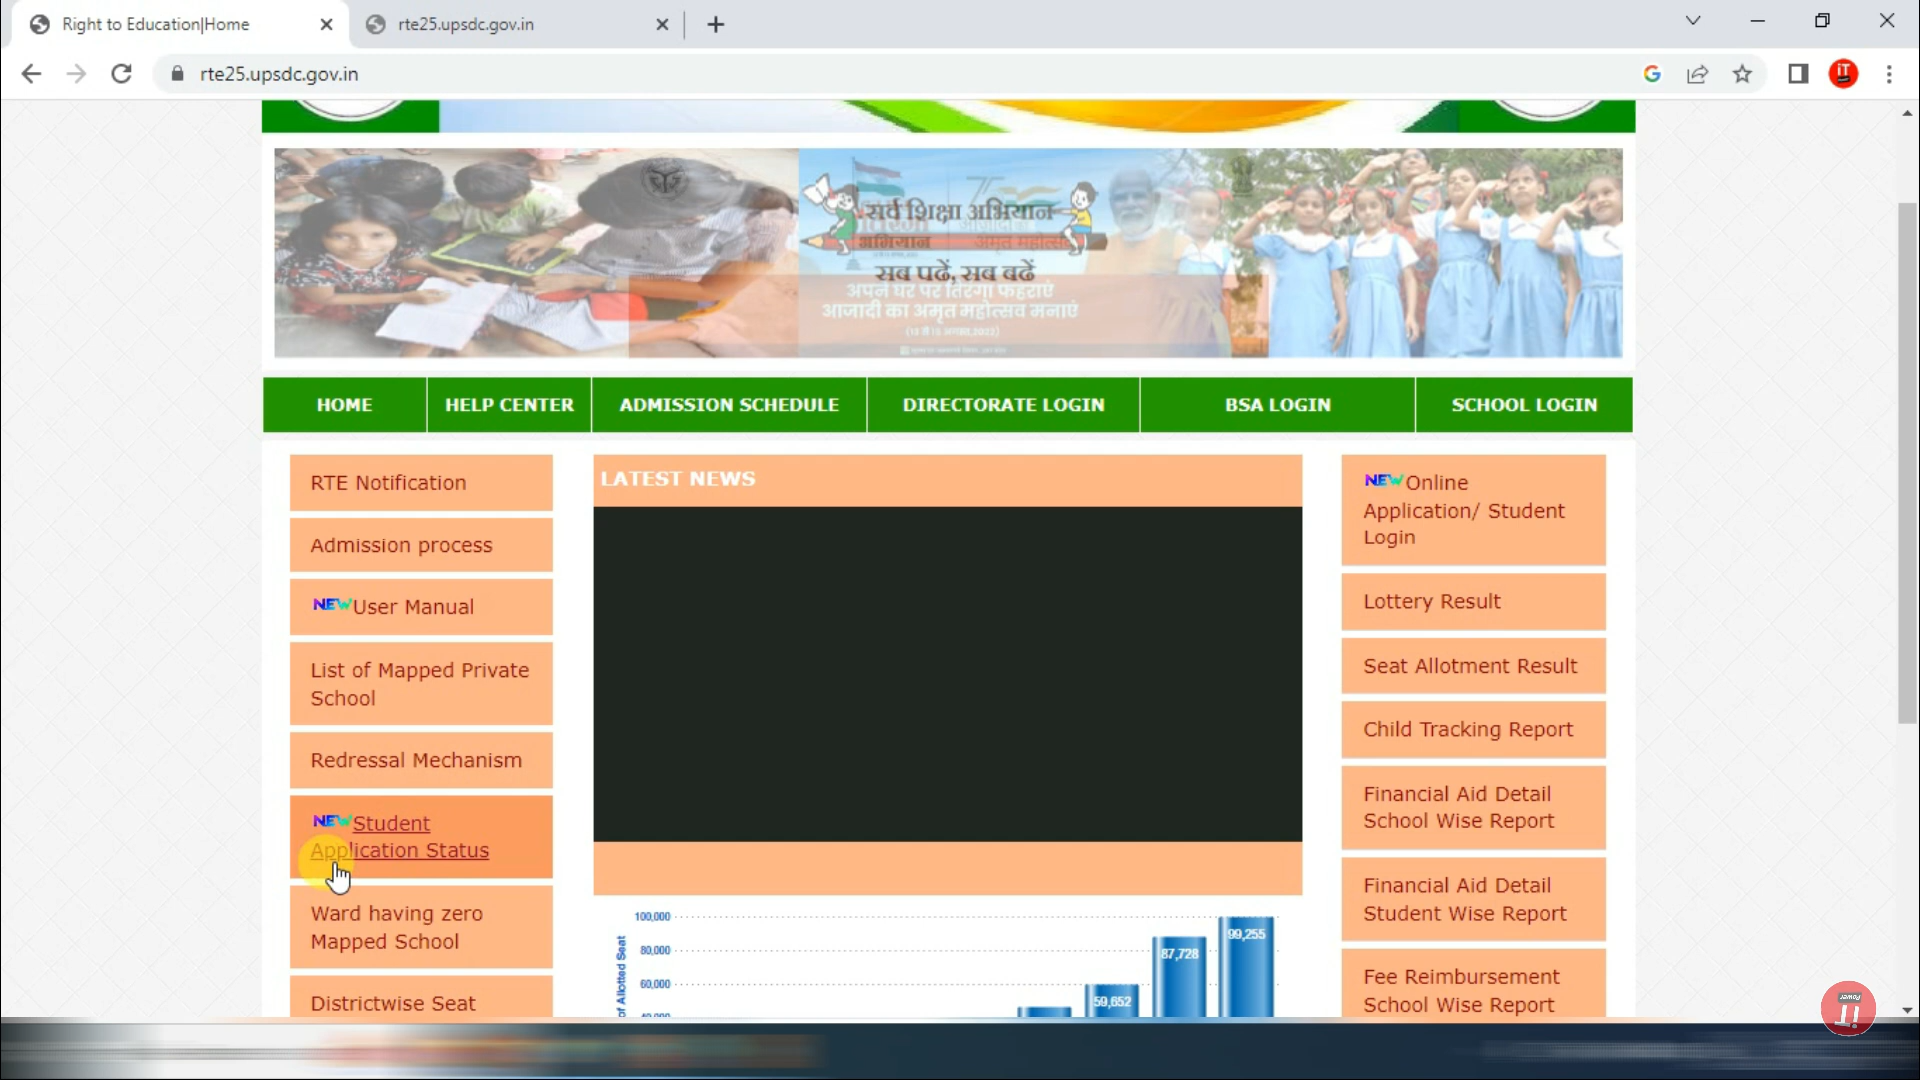 Right to Education|Home
rte25.upsdc.gov.in
rte25.upsdc.gov.in
सर्व शिक्षा अभियान
सब पढें, सब बढें
अपने घर पर तिरंगा फहराएं
आजादी का अमृत महोत्सव मनाएं
HOME
HELP CENTER
ADMISSION SCHEDULE
DIRECTORATE LOGIN
BSA LOGIN
SCHOOL LOGIN
RTE Notification
Admission process
NEW User Manual
List of Mapped Private
School
Redressal Mechanism
NEW Student
Application Status
Ward having zero
Mapped School
Districtwise Seat
LATEST NEWS
100,000
80,000
60,000
40,000
of Allotted Seat
59,652
87,728
99,255
NEW Online
Application/ Student
Login
Lottery Result
Seat Allotment Result
Child Tracking Report
Financial Aid Detail
School Wise Report
Financial Aid Detail
Student Wise Report
Fee Reimbursement
School Wise Report